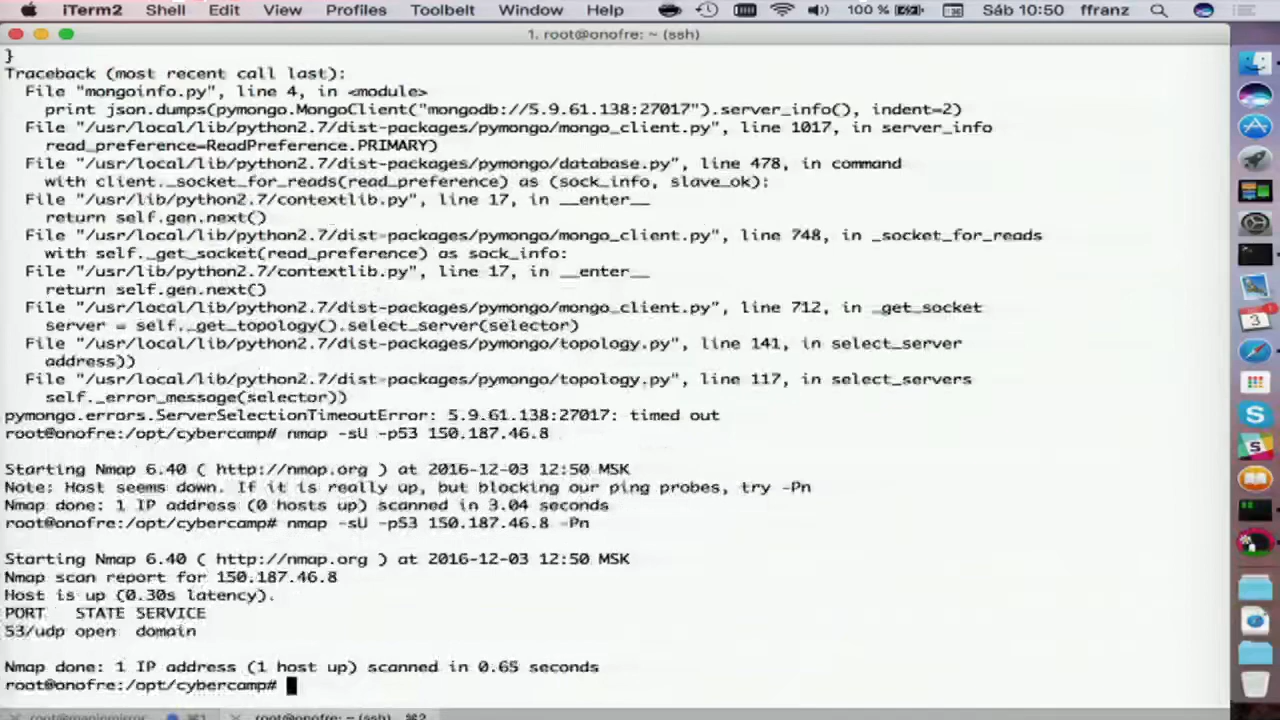 iTerm2 Shell Edit View Profiles Toolbelt Window Help 100 % Sáb 10:50 ffranz
1. root@onofre: ~ (ssh)
}
Traceback (most recent call last):
File "mongoinfo.py", line 4, in <module>
print json.dumps(pymongo.MongoClient("mongodb://5.9.61.138:27017").server_info(), indent=2)
File "/usr/local/lib/python2.7/dist-packages/pymongo/mongo_client.py", line 1017, in server_info
read_preference=ReadPreference.PRIMARY)
File "/usr/local/lib/python2.7/dist-packages/pymongo/database.py", line 478, in command
with client._socket_for_reads(read_preference) as (sock_info, slave_ok):
File "/usr/lib/python2.7/contextlib.py", line 17, in __enter__
return self.gen.next()
File "/usr/local/lib/python2.7/dist-packages/pymongo/mongo_client.py", line 748, in _socket_for_reads
with self._get_socket(read_preference) as sock_info:
File "/usr/lib/python2.7/contextlib.py", line 17, in __enter__
return self.gen.next()
File "/usr/local/lib/python2.7/dist-packages/pymongo/mongo_client.py", line 712, in _get_socket
server = self._get_topology().select_server(selector)
File "/usr/local/lib/python2.7/dist-packages/pymongo/topology.py", line 141, in select_server
address))
File "/usr/local/lib/python2.7/dist-packages/pymongo/topology.py", line 117, in select_servers
self._error_message(selector))
pymongo.errors.ServerSelectionTimeoutError: 5.9.61.138:27017: timed out
root@onofre:/opt/cybercamp# nmap -sU -p53 150.187.46.8
Starting Nmap 6.40 ( http://nmap.org ) at 2016-12-03 12:50 MSK
Note: Host seems down. If it is really up, but blocking our ping probes, try -Pn
Nmap done: 1 IP address (0 hosts up) scanned in 3.04 seconds
root@onofre:/opt/cybercamp# nmap -sU -p53 150.187.46.8 -Pn
Starting Nmap 6.40 ( http://nmap.org ) at 2016-12-03 12:50 MSK
Nmap scan report for 150.187.46.8
Host is up (0.30s latency).
PORT STATE SERVICE
53/udp open domain
Nmap done: 1 IP address (1 host up) scanned in 0.65 seconds
root@onofre:/opt/cybercamp#
3
root@onofre: ~ (ssh) ⌘2